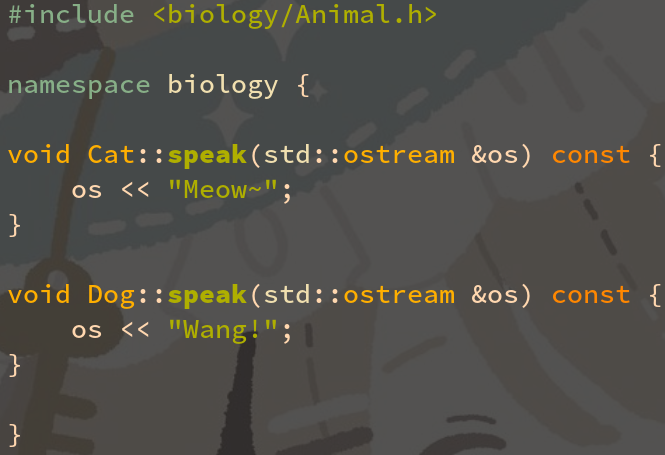 #include <biology/Animal.h>
namespace biology {
void Cat::speak(std::ostream &os) const {
    os << "Meow~";
}
void Dog::speak(std::ostream &os) const {
    os << "Wang!";
}
}